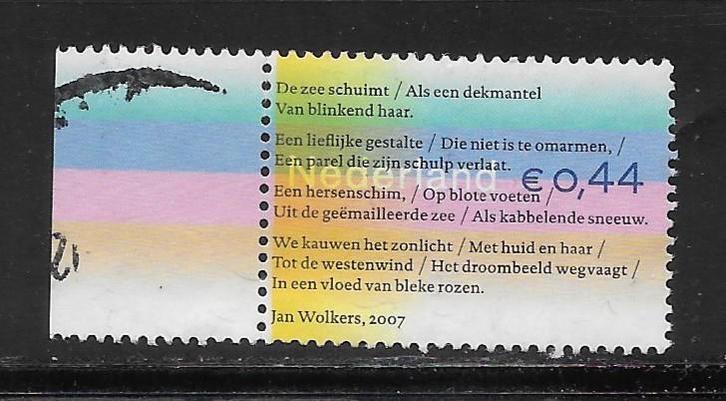 De zee schuimt / Als een dekmantel
Van blinkend haar.
Een lieflijke gestalte / Die niet is te omarmen, /
Een parel die zijn schulp verlaat.
Nederland
€0,44
Een hersenschim, / Op blote voeten /
Uit de geëmailleerde zee / Als kabbelende sneeuw.
We kauwen het zonlicht / Met huid en haar /
Tot de westenwind / Het droombeeld wegvaagt /
In een vloed van bleke rozen.
Jan Wolkers, 2007